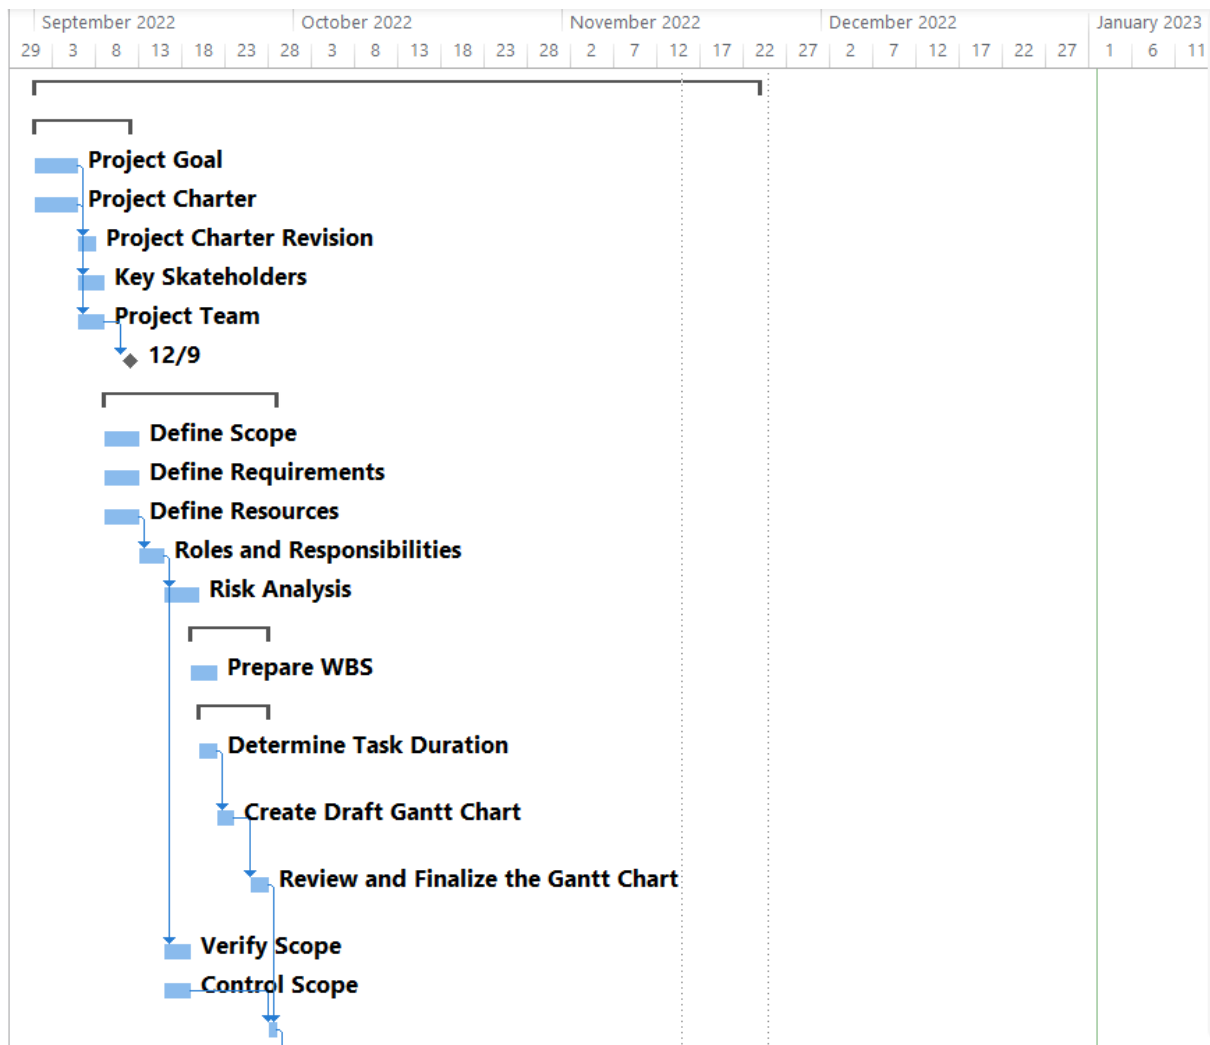 September 2022 October 2022 November 2022 December 2022 January 2023
29 3 8 13 18 23 28 3 8 13 18 23 28 2 7 12 17 22 27 2 7 12 17 22 27 1 6 11
Project Goal
Project Charter
Project Charter Revision
Key Skateholders
Project Team
12/9
Define Scope
Define Requirements
Define Resources
Roles and Responsibilities
Risk Analysis
Prepare WBS
Determine Task Duration
Create Draft Gantt Chart
Review and Finalize the Gantt Chart
Verify Scope
Control Scope